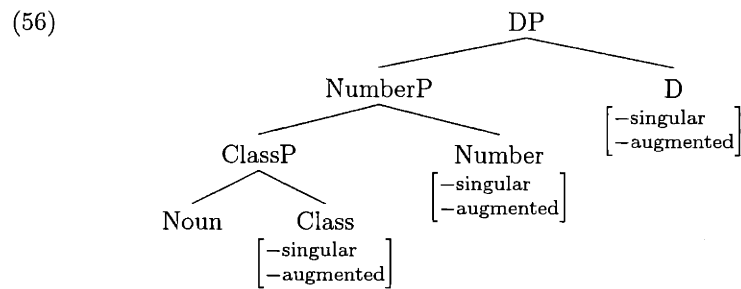 (56) DP
NumberP D
[−singular
−augmented]
ClassP Number
[−singular
−augmented]
Noun Class
[−singular
−augmented]